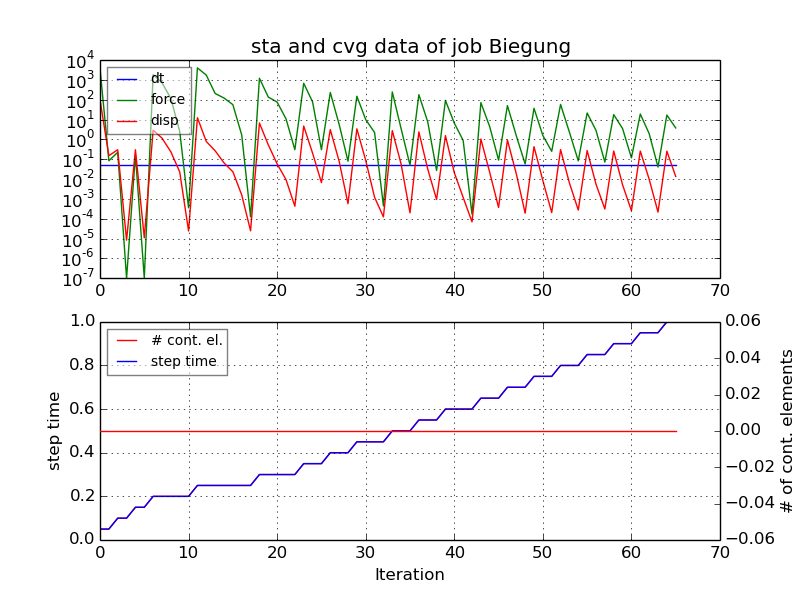 sta and cvg data of job Biegung
10^4
10^3
10^2
10^1
10^0
10^-1
10^-2
10^-3
10^-4
10^-5
10^-6
10^-7
dt
force
disp
0 10 20 30 40 50 60 70
step time
1.0
0.8
0.6
0.4
0.2
0.0
# cont. el.
step time
0.06
0.04
0.02
0.00
−0.02
−0.04
−0.06
# of cont. elements
0 10 20 30 40 50 60 70
Iteration